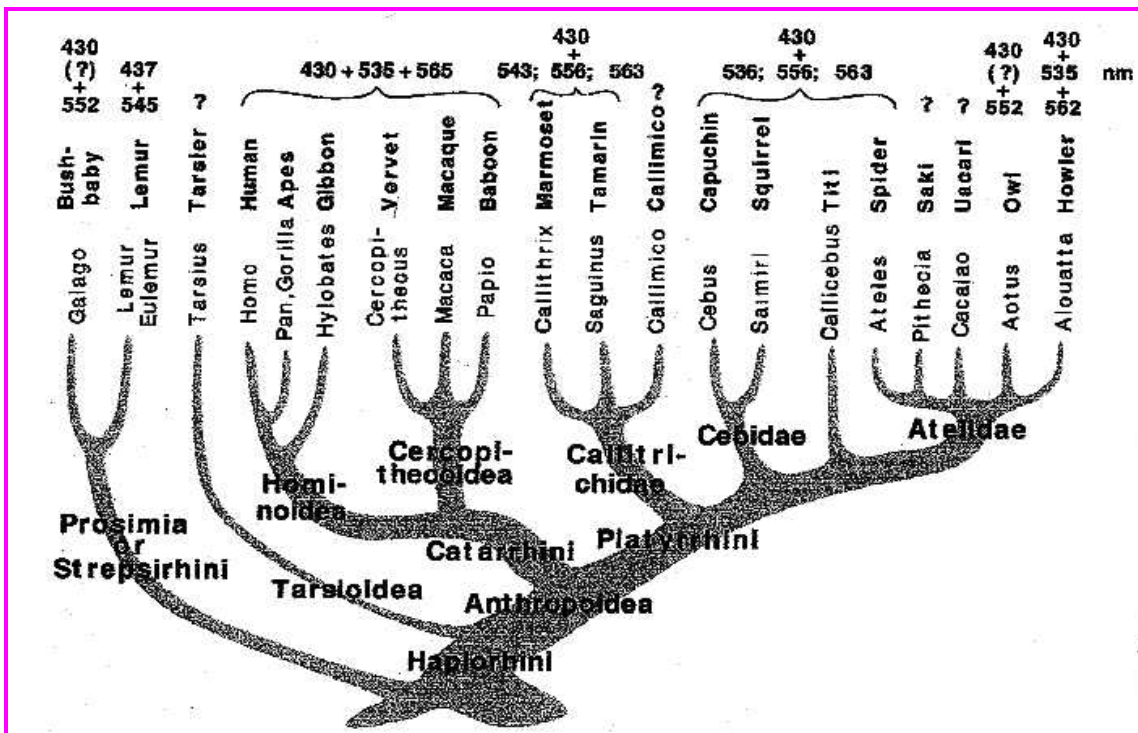 430
(?)
+
552
437
+
545
?
430 + 535 + 565
430
+
543; 556; 563
?
430
+
536; 556; 563
?
?
430
(?)
+
552
430
+
535
+
562
nm
Bush-
baby
Lemur
Tarsier
Human
Apes
Gibbon
Vervet
Macaque
Baboon
Marmoset
Tamarin
Callimico
Capuchin
Squirrel
Titi
Spider
Saki
Uacari
Owl
Howler
Galago
Lemur
Eulemur
Tarsius
Homo
Pan, Gorilla
Hylobates
Cercopi-
thecus
Macaca
Papio
Callithrix
Saguinus
Callimico
Cebus
Saimiri
Callicebus
Ateles
Pithecia
Cacajao
Aotus
Alouatta
Cebidae
Atelidae
Cercopi-
thecoidea
Callitri-
chidae
Homi-
noidea
Prosimia
or
Strepsirhini
Catarrhini
Platyrrhini
Tarsioidea
Anthropoidea
Haplorhini